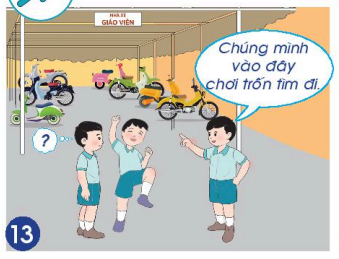 NHÀ XE
GIÁO VIÊN
Chúng mình
vào đây
chơi trốn tìm đi.
?
13